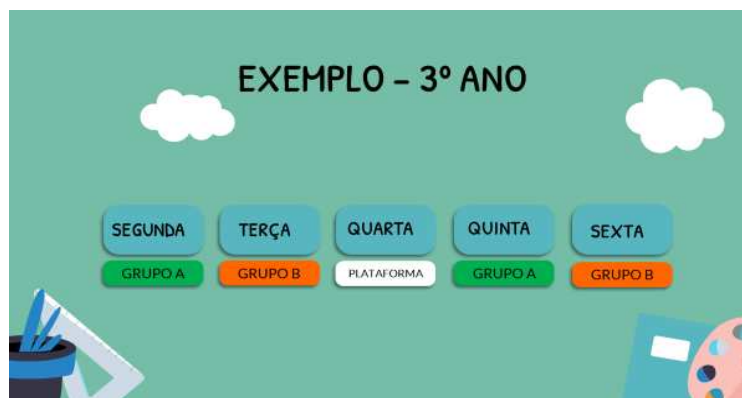 EXEMPLO – 3º ANO
SEGUNDA TERÇA QUARTA QUINTA SEXTA
GRUPO A GRUPO B PLATAFORMA GRUPO A GRUPO B